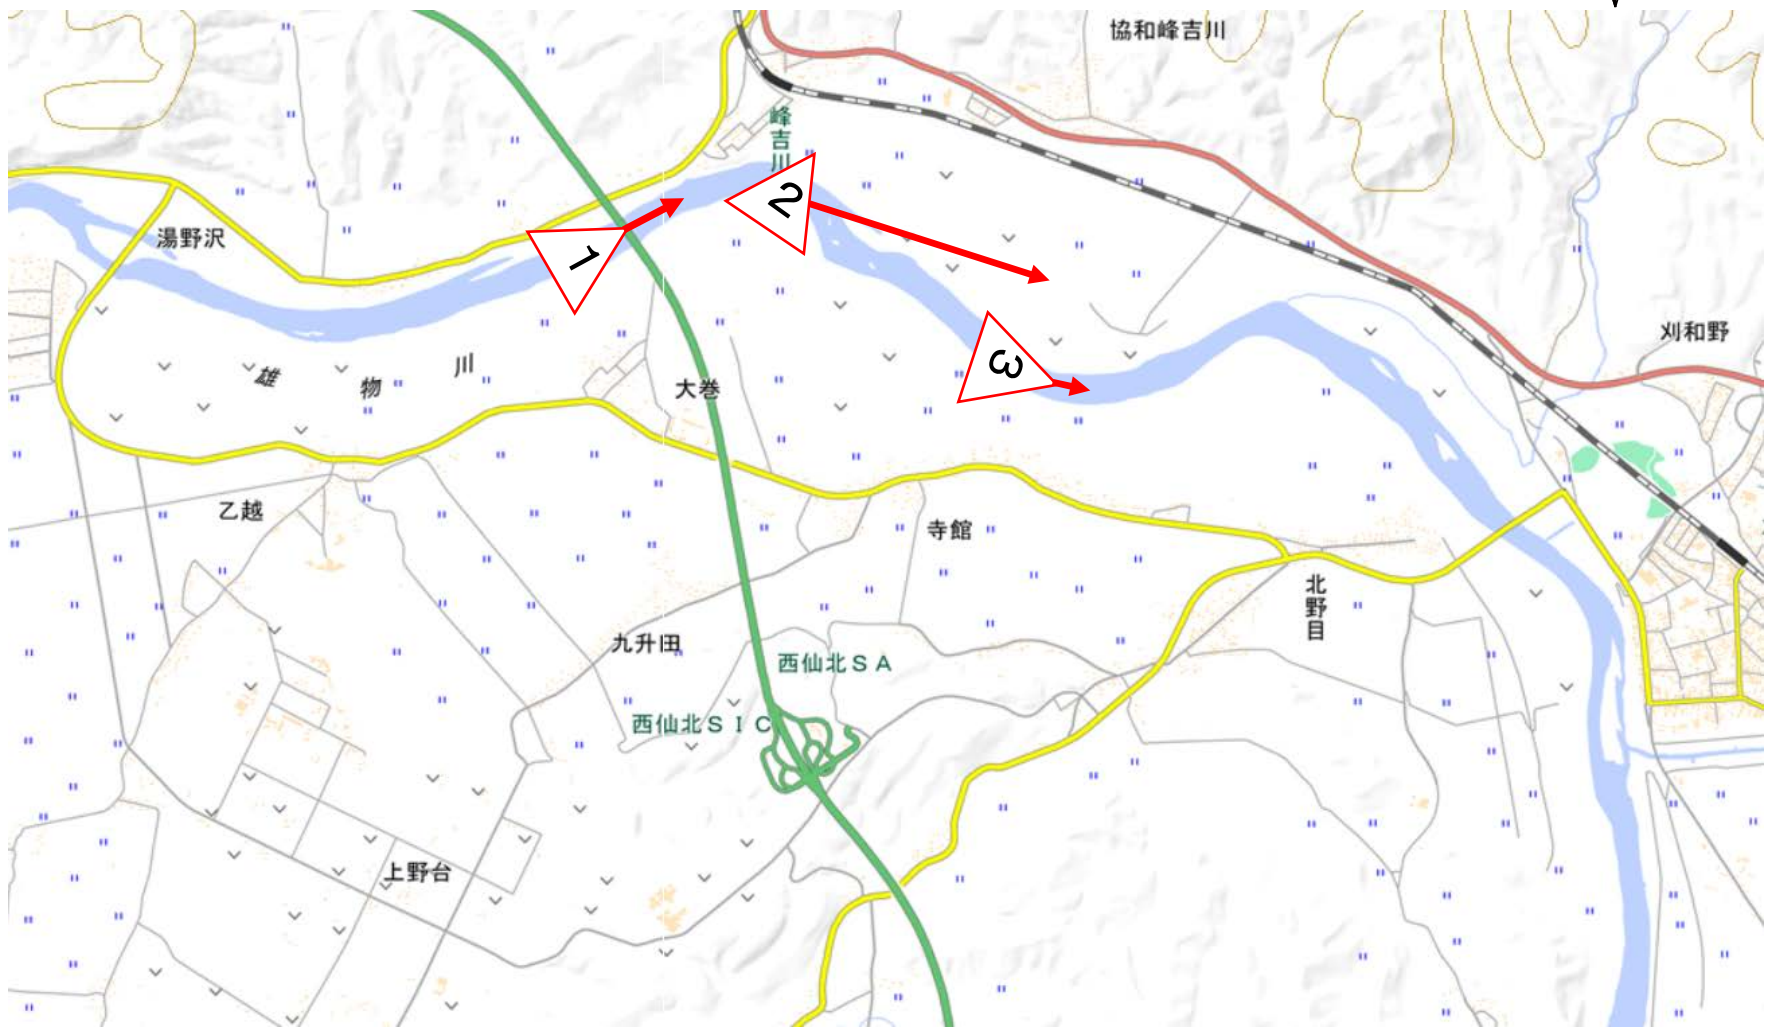 協和峰吉川
峰吉川
2
湯野沢
1
刈和野
雄物川
3
大巻
乙越
寺館
北野目
九升田
西仙北SA
西仙北SIC
上野台